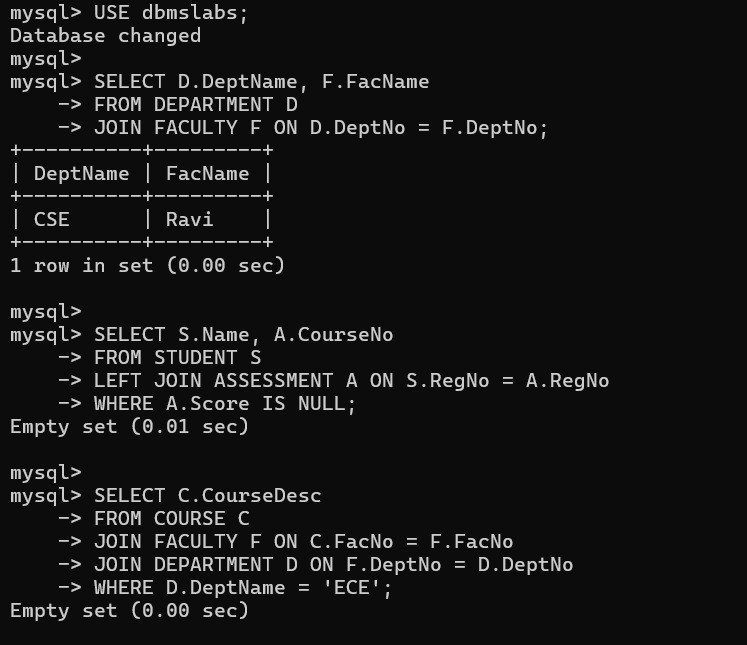 mysql> USE dbmslabs;
Database changed
mysql>
mysql> SELECT D.DeptName, F.FacName
    -> FROM DEPARTMENT D
    -> JOIN FACULTY F ON D.DeptNo = F.DeptNo;
+----------+---------+
| DeptName | FacName |
+----------+---------+
| CSE      | Ravi    |
+----------+---------+
1 row in set (0.00 sec)

mysql>
mysql> SELECT S.Name, A.CourseNo
    -> FROM STUDENT S
    -> LEFT JOIN ASSESSMENT A ON S.RegNo = A.RegNo
    -> WHERE A.Score IS NULL;
Empty set (0.01 sec)

mysql>
mysql> SELECT C.CourseDesc
    -> FROM COURSE C
    -> JOIN FACULTY F ON C.FacNo = F.FacNo
    -> JOIN DEPARTMENT D ON F.DeptNo = D.DeptNo
    -> WHERE D.DeptName = 'ECE';
Empty set (0.00 sec)